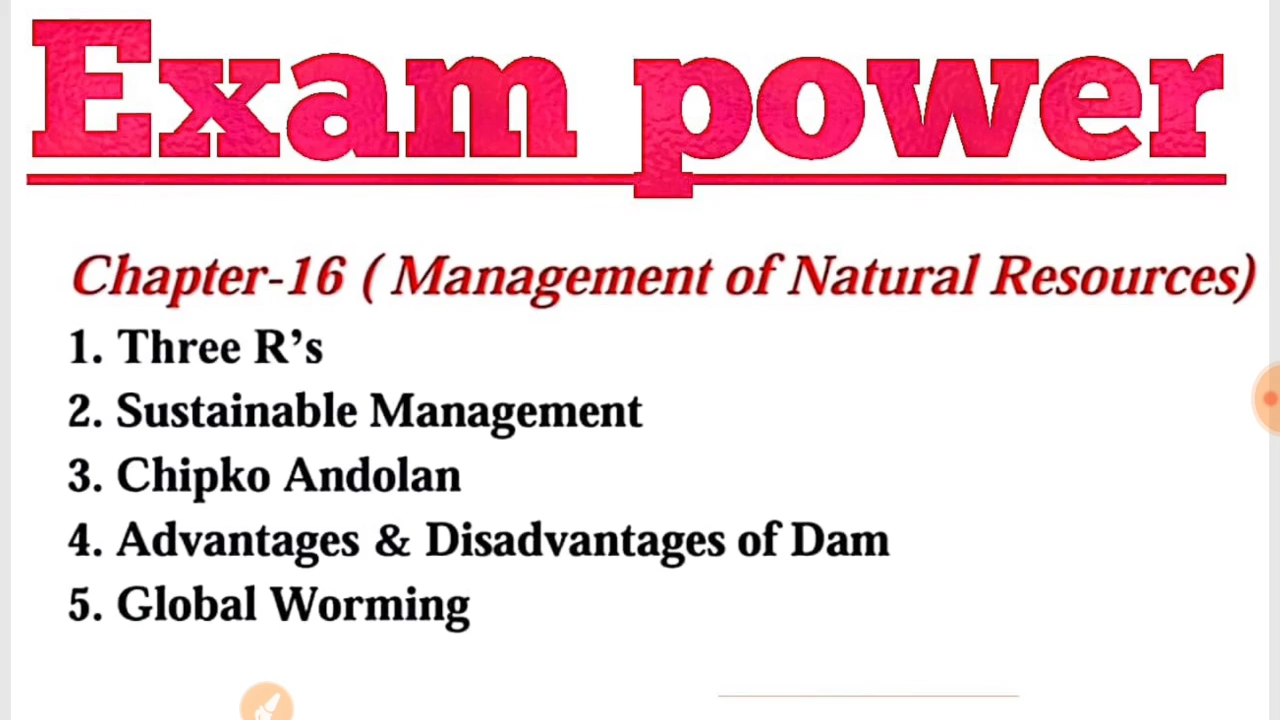 Exam power
Chapter-16 ( Management of Natural Resources)
1. Three R’s
2. Sustainable Management
3. Chipko Andolan
4. Advantages & Disadvantages of Dam
5. Global Worming